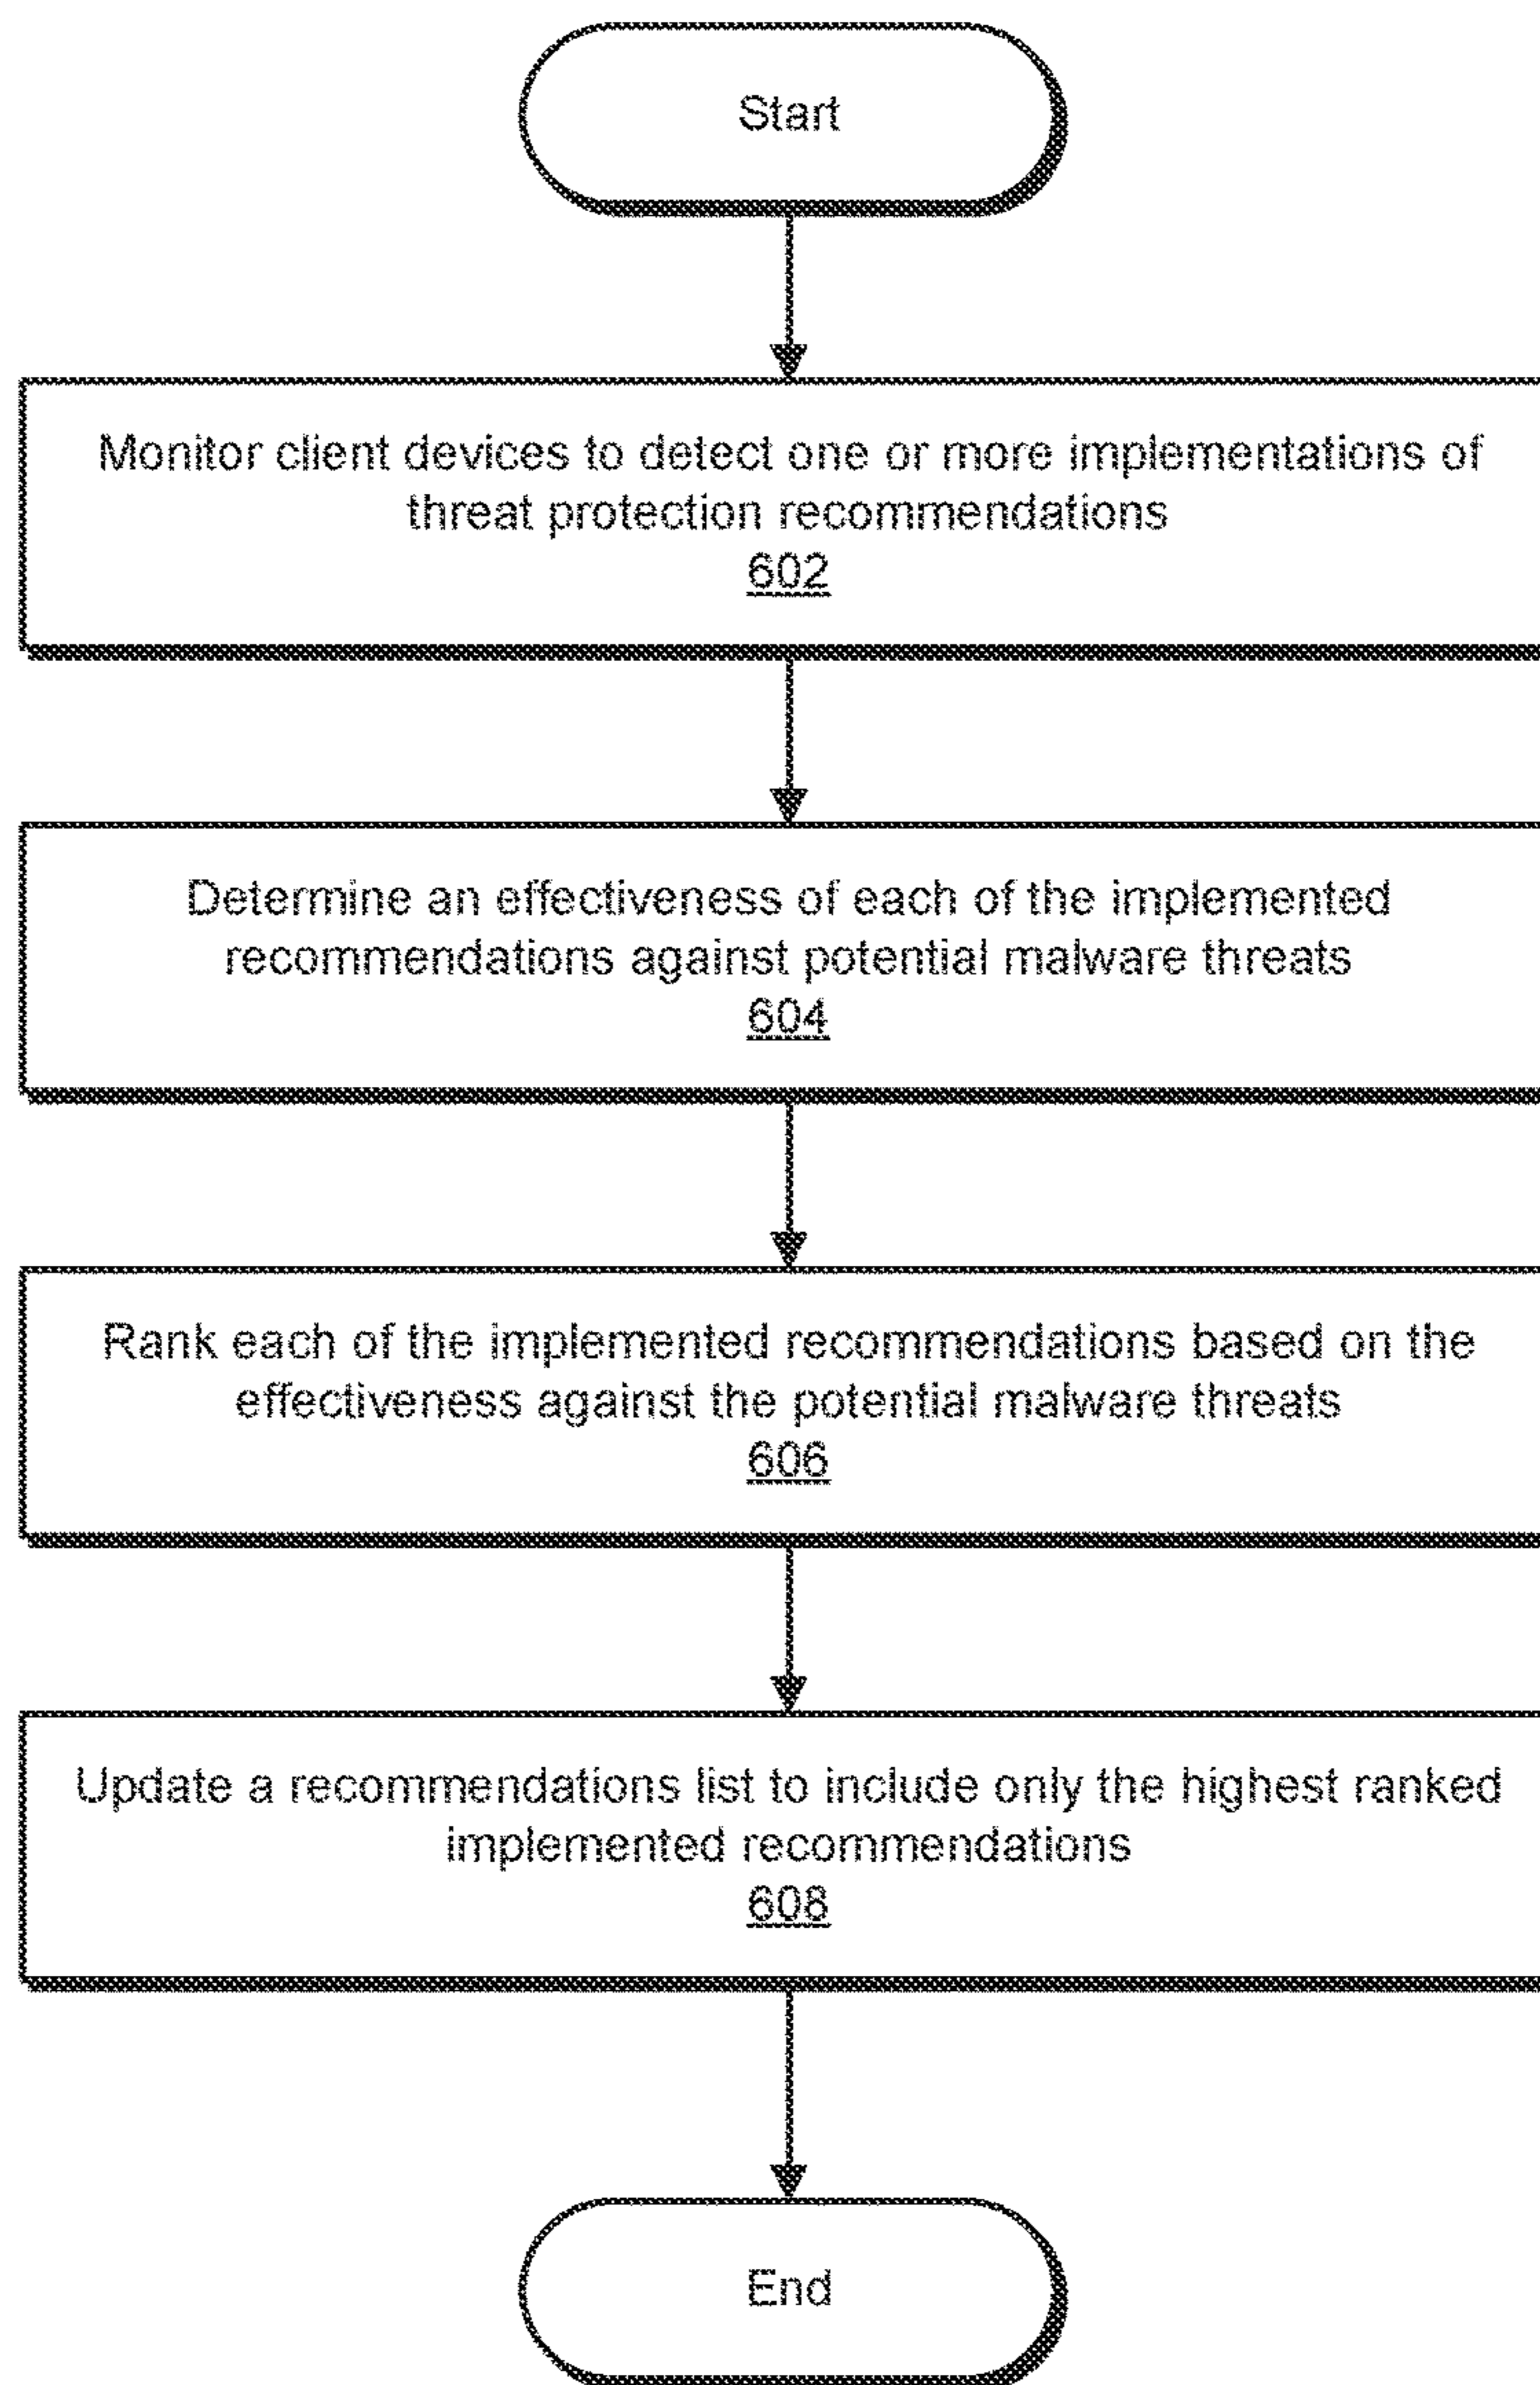 Start
Monitor client devices to detect one or more implementations of
threat protection recommendations
602
Determine an effectiveness of each of the implemented
recommendations against potential malware threats
604
Rank each of the implemented recommendations based on the
effectiveness against the potential malware threats
606
Update a recommendations list to include only the highest ranked
implemented recommendations
608
End